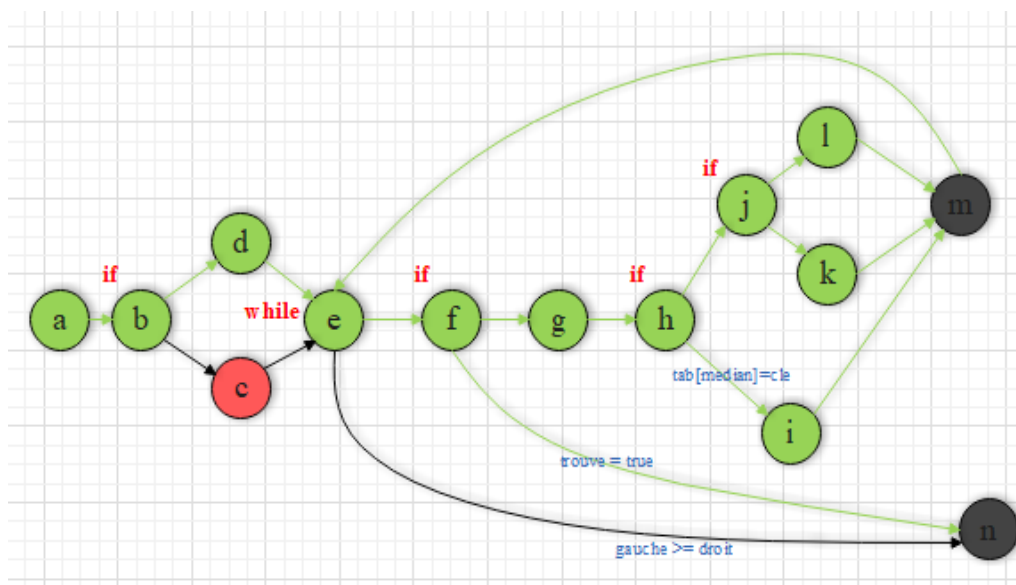 if
l
j
m
d
k
if
if
if
while
a
b
e
f
g
h
c
tab[median]=cle
i
trouve = true
n
gauche >= droit